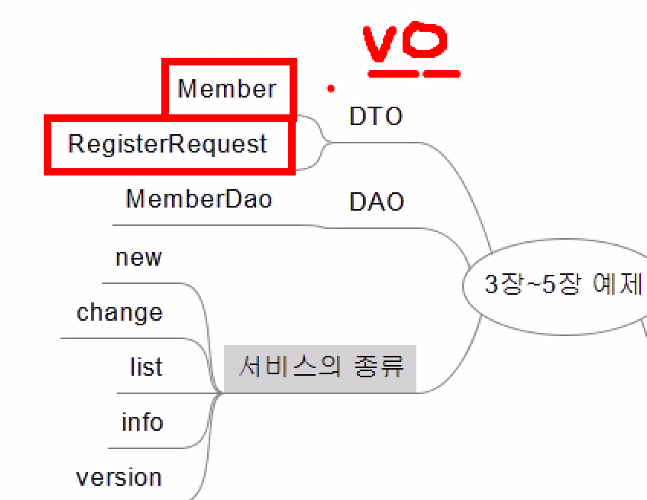 VO
Member
DTO
RegisterRequest
MemberDao
DAO
new
3장~5장 예제
change
list
서비스의 종류
info
version